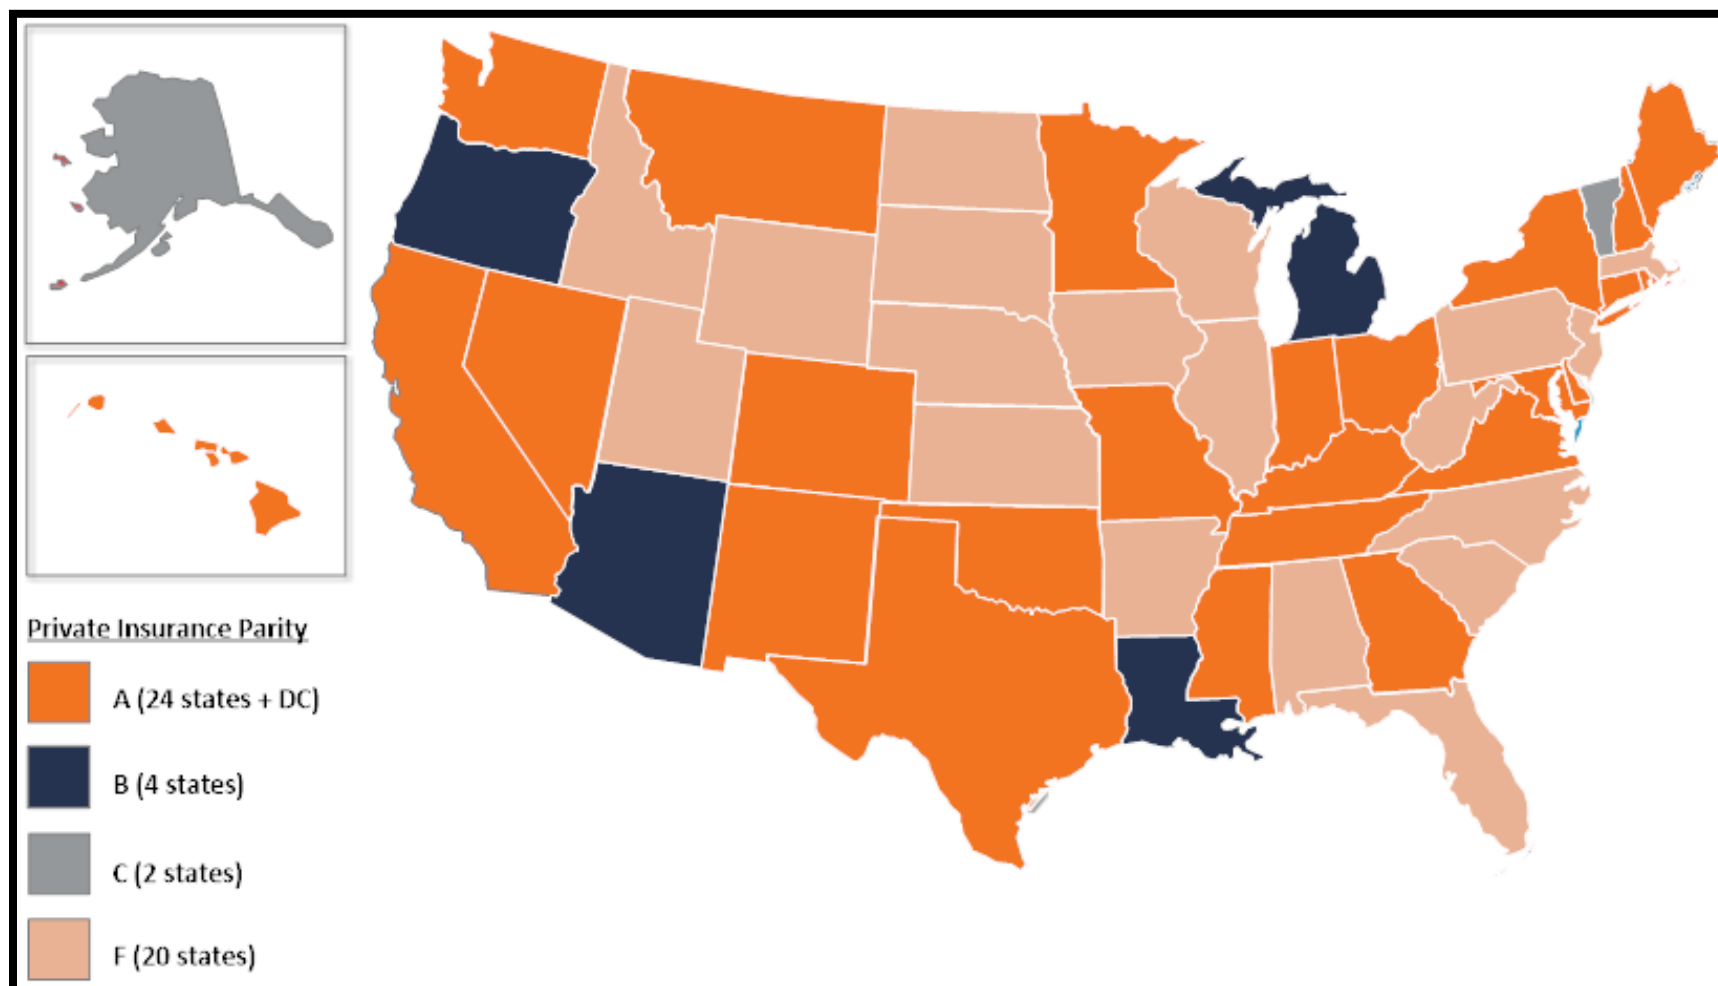 Private Insurance Parity
A (24 states + DC)
B (4 states)
C (2 states)
F (20 states)